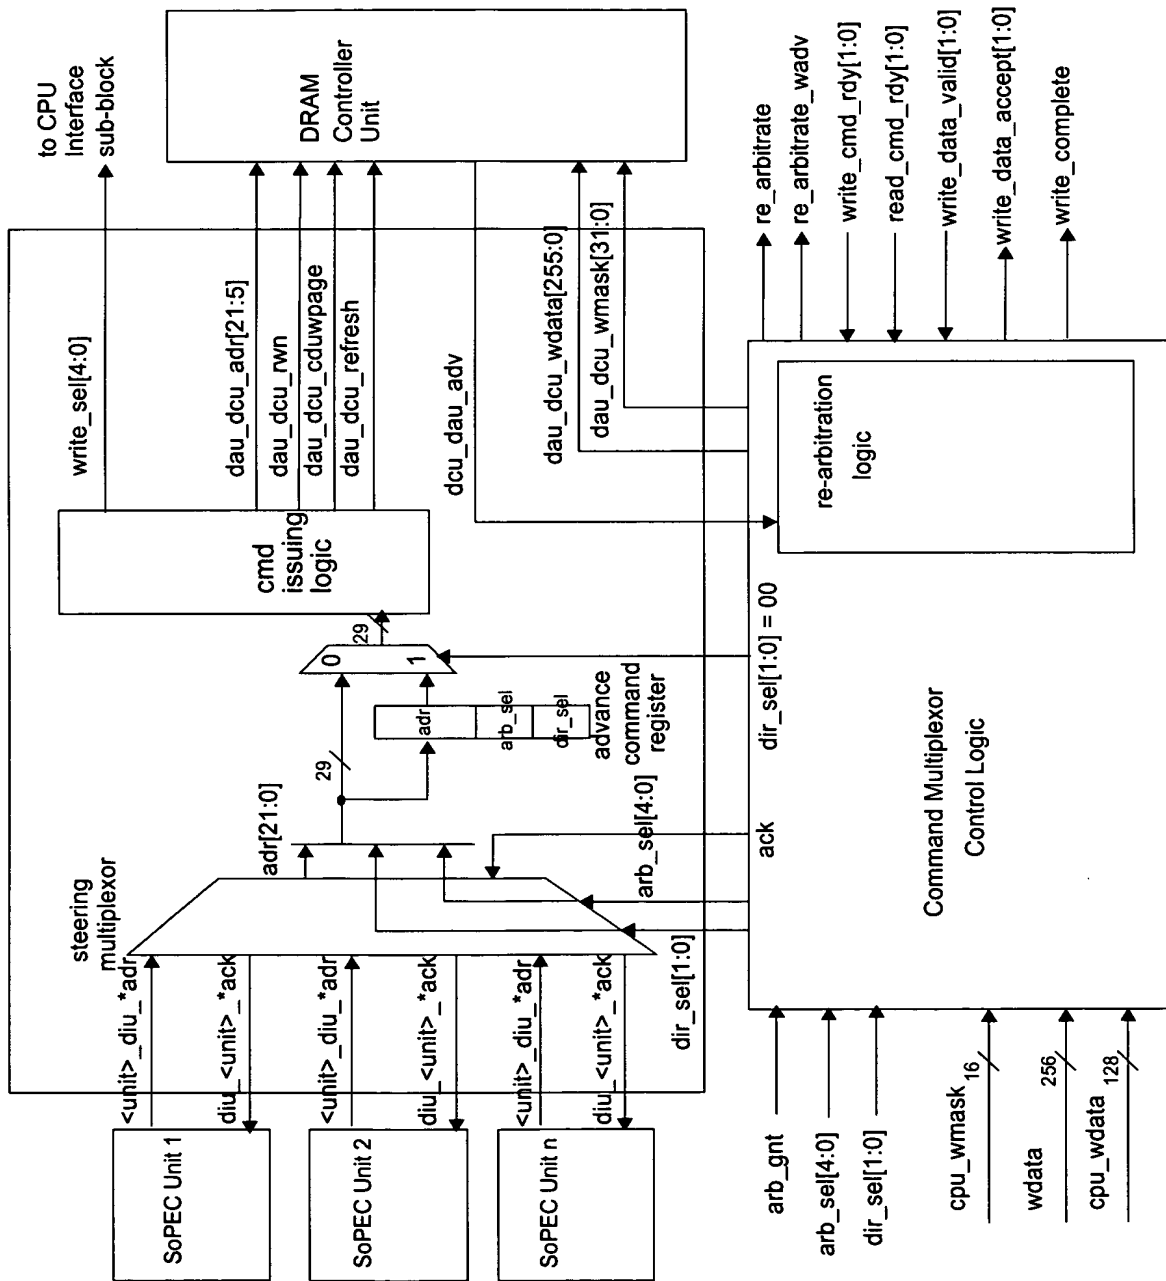 to CPU
Interface
sub-block
write_sel[4:0]
DRAM
Controller
Unit
dau_dcu_adr[21:5]
dau_dcu_rwn
dau_dcu_cduwpage
dau_dcu_refresh
dcu_dau_adv
dau_dcu_wdata[255:0]
dau_dcu_wmask[31:0]
cmd
issuing
logic
29
0
1
adr
arb_sel
dir_sel
advance
command
register
29
adr[21:0]
steering
multiplexor
<unit>_diu_*adr
diu_<unit>_*ack
<unit>_diu_*adr
diu_<unit>_*ack
<unit>_diu_*adr
diu_<unit>_*ack
SoPEC Unit 1
SoPEC Unit 2
SoPEC Unit n
dir_sel[1:0]
arb_sel[4:0]
ack
dir_sel[1:0] = 00
re-arbitration
logic
Command Multiplexor
Control Logic
re_arbitrate
re_arbitrate_wadv
write_cmd_rdy[1:0]
read_cmd_rdy[1:0]
write_data_valid[1:0]
write_data_accept[1:0]
write_complete
arb_gnt
arb_sel[4:0]
dir_sel[1:0]
cpu_wmask
16
wdata
256
cpu_wdata
128